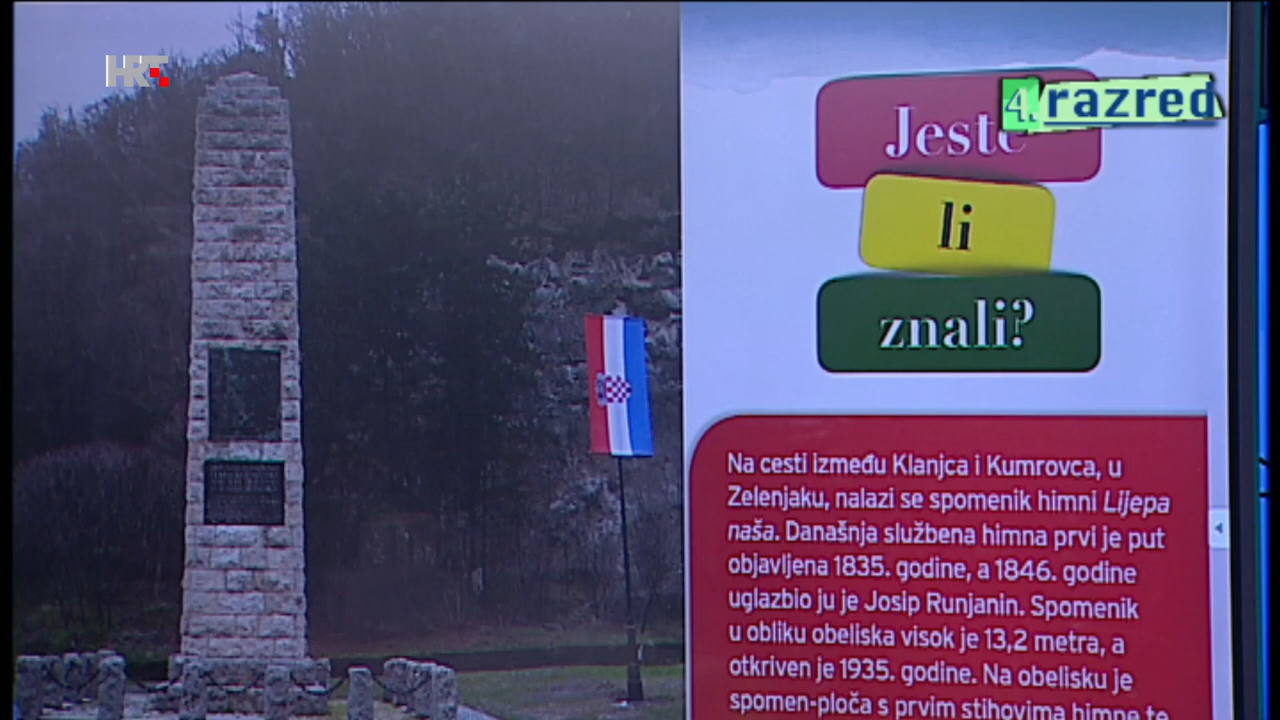 HRT
4. razred
Jeste
li
znali?
Na cesti između Klanjca i Kumrovca, u
Zelenjaku, nalazi se spomenik himni Lijepa
naša. Današnja službena himna prvi je put
objavljena 1835. godine, a 1846. godine
uglazbio ju je Josip Runjanin. Spomenik
u obliku obeliska visok je 13,2 metra, a
otkriven je 1935. godine. Na obelisku je
spomen-ploča s prvim stihovima himne te